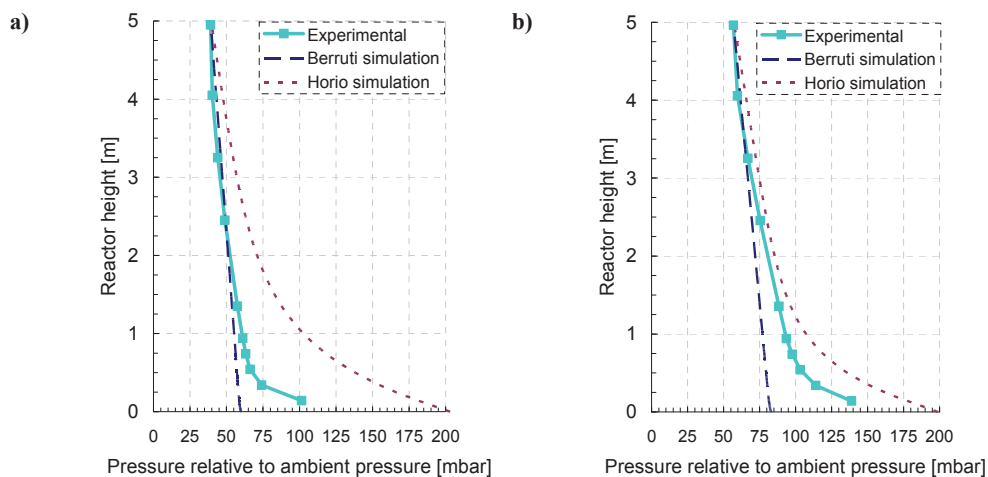 a)
Experimental
Berruti simulation
Horio simulation
Reactor height [m]
5
4
3
2
1
0
0 25 50 75 100 125 150 175 200
Pressure relative to ambient pressure [mbar]
b)
Experimental
Berruti simulation
Horio simulation
Reactor height [m]
5
4
3
2
1
0
0 25 50 75 100 125 150 175 200
Pressure relative to ambient pressure [mbar]